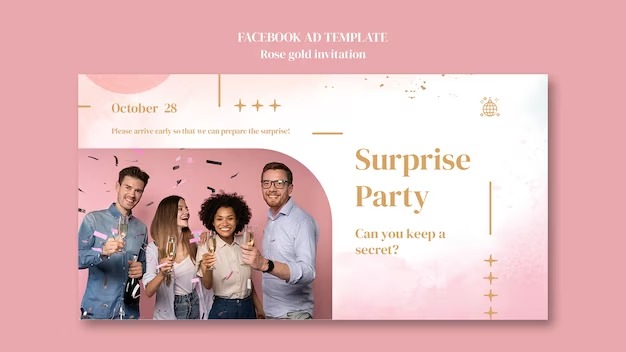 FACEBOOK AD TEMPLATE
Rose gold invitation
October 28
Please arrive early so that we can prepare the surprise!
Surprise
Party
Can you keep a
secret?